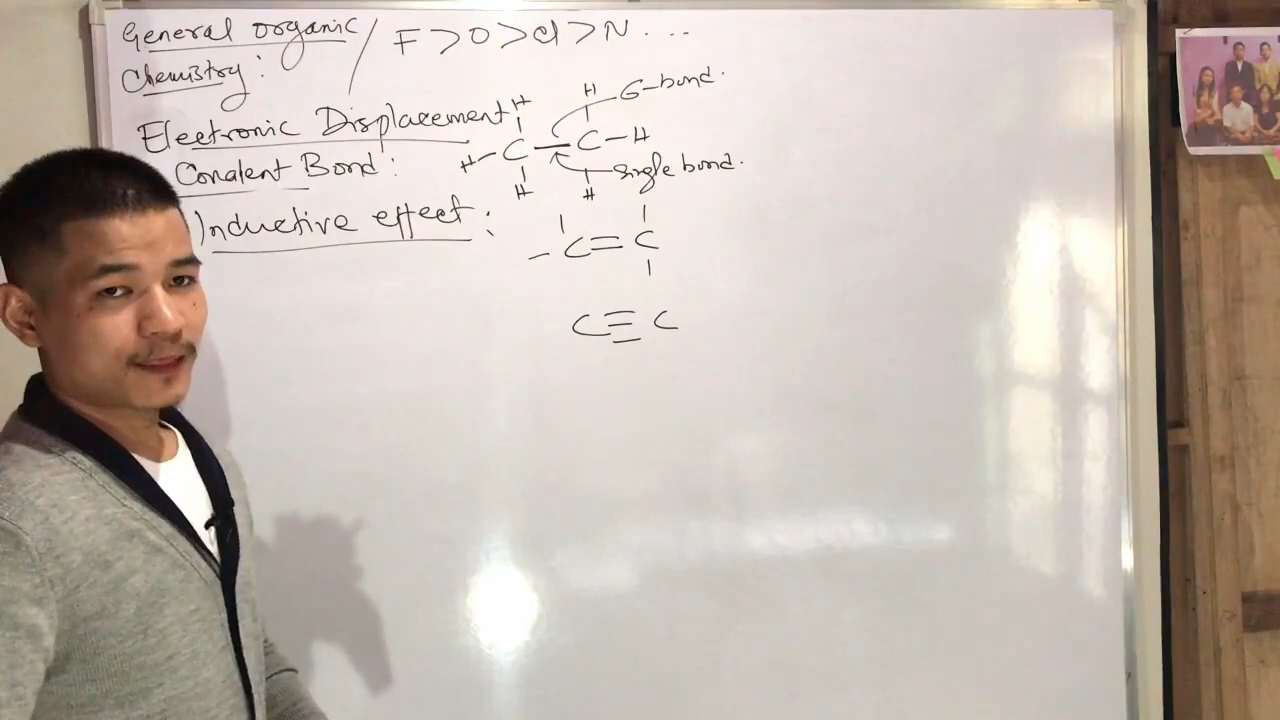 General organic / F > O > Cl > N ...
Chemistry :
Electronic Displacement
Covalent Bond :
Inductive effect :
H H σ-bond.
H - C - C - H
H H single bond.
- C = C
C ≡ C